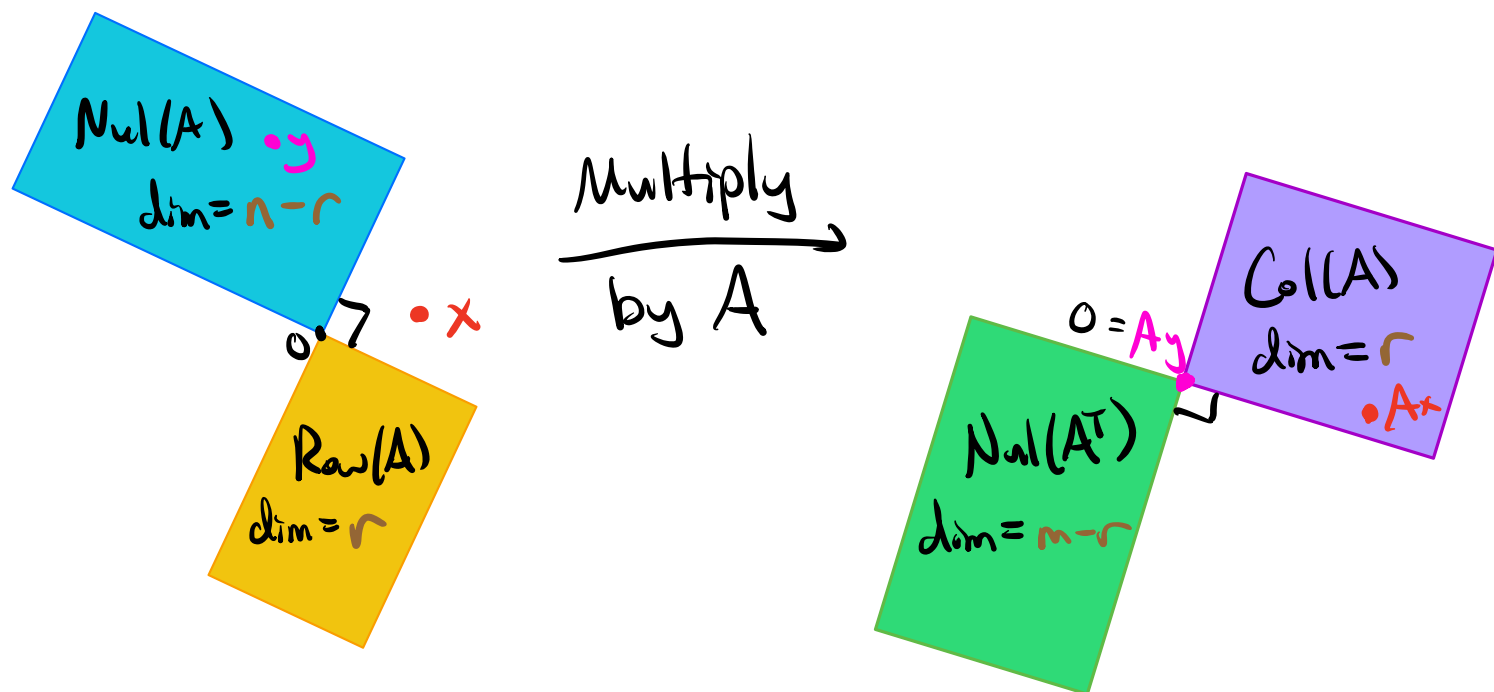 Nul(A) • y
dim = n - r
0
• x
Row(A)
dim = r
Multiply
by A
0 = Ay
Nul(Aᵀ)
dim = m - r
Col(A)
dim = r
• Ax